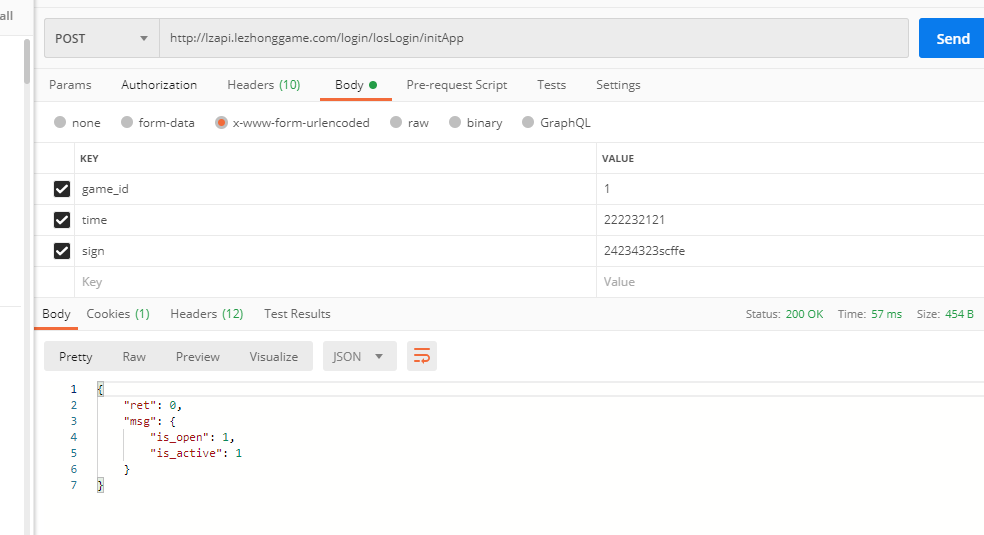 all
POST http://lzapi.lezhonggame.com/login/IosLogin/initApp Send
Params Authorization Headers (10) Body Pre-request Script Tests Settings
none form-data x-www-form-urlencoded raw binary GraphQL
KEY VALUE
game_id 1
time 222232121
sign 24234323scffe
Key Value
Body Cookies (1) Headers (12) Test Results Status: 200 OK Time: 57 ms Size: 454 B
Pretty Raw Preview Visualize JSON
1 {
2 "ret": 0,
3 "msg": {
4 "is_open": 1,
5 "is_active": 1
6 }
7 }